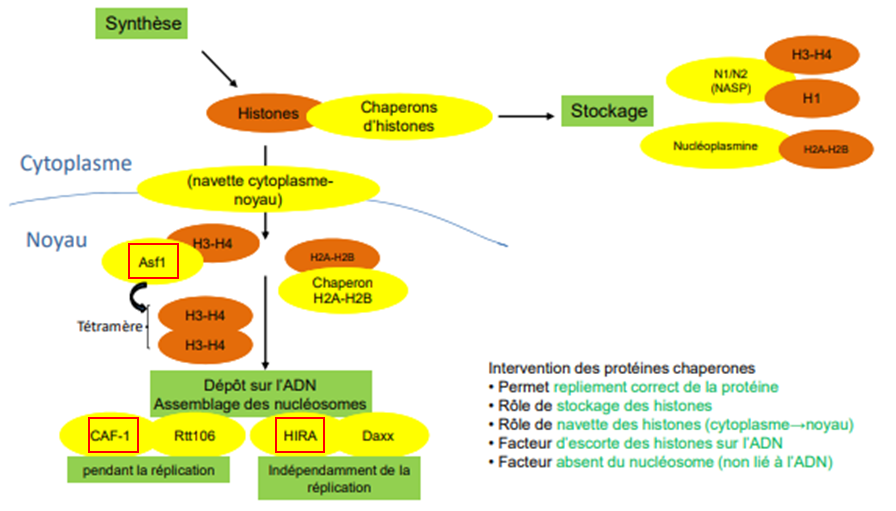 Synthèse
Histones
Chaperons
d'histones
Stockage
N1/N2
(NASP)
H3-H4
H1
Nucléoplasmine
H2A-H2B
Cytoplasme
(navette cytoplasme-
noyau)
Noyau
H3-H4
Asf1
H2A-H2B
Chaperon
H2A-H2B
Tétramère
H3-H4
H3-H4
Dépôt sur l'ADN
Assemblage des nucléosomes
CAF-1
Rtt106
HIRA
Daxx
pendant la réplication
Indépendamment de la
réplication
Intervention des protéines chaperones
• Permet repliement correct de la protéine
• Rôle de stockage des histones
• Rôle de navette des histones (cytoplasme→noyau)
• Facteur d'escorte des histones sur l'ADN
• Facteur absent du nucléosome (non lié à l'ADN)